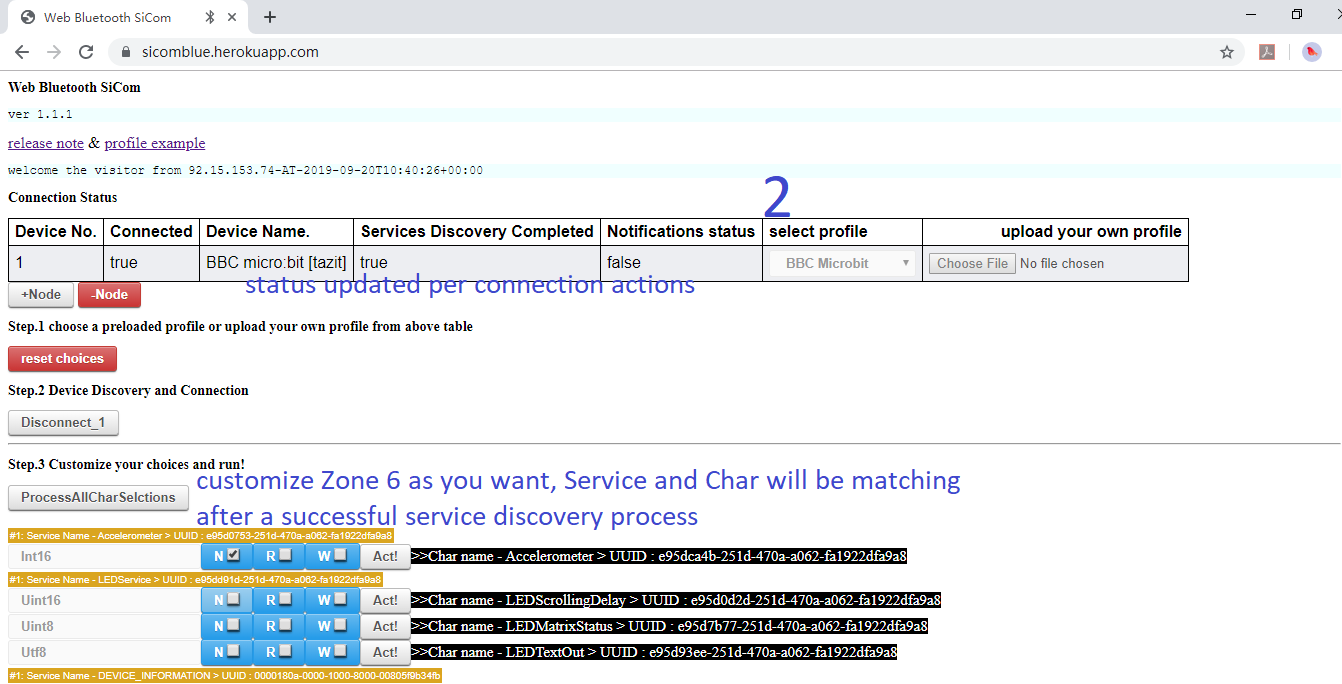 Web Bluetooth SiCom
sicomblue.herokuapp.com
Web Bluetooth SiCom
ver 1.1.1
release note & profile example
welcome the visitor from 92.15.153.74-AT-2019-09-20T10:40:26+00:00
Connection Status
2
Device No. Connected Device Name. Services Discovery Completed Notifications status select profile upload your own profile
1 true BBC micro:bit [tazit] true false BBC Microbit Choose File No file chosen
status updated per connection actions
+Node -Node
Step.1 choose a preloaded profile or upload your own profile from above table
reset choices
Step.2 Device Discovery and Connection
Disconnect_1
Step.3 Customize your choices and run!
customize Zone 6 as you want, Service and Char will be matching
ProcessAllCharSelctions
after a successful service discovery process
#1: Service Name - Accelerometer > UUID : e95d0753-251d-470a-a062-fa1922dfa9a8
Int16 N R W Act! >>Char name - Accelerometer > UUID : e95dca4b-251d-470a-a062-fa1922dfa9a8
#1: Service Name - LEDService > UUID : e95dd91d-251d-470a-a062-fa1922dfa9a8
Uint16 N R W Act! >>Char name - LEDScrollingDelay > UUID : e95d0d2d-251d-470a-a062-fa1922dfa9a8
Uint8 N R W Act! >>Char name - LEDMatrixStatus > UUID : e95d7b77-251d-470a-a062-fa1922dfa9a8
Utf8 N R W Act! >>Char name - LEDTextOut > UUID : e95d93ee-251d-470a-a062-fa1922dfa9a8
#1: Service Name - DEVICE_INFORMATION > UUID : 0000180a-0000-1000-8000-00805f9b34fb